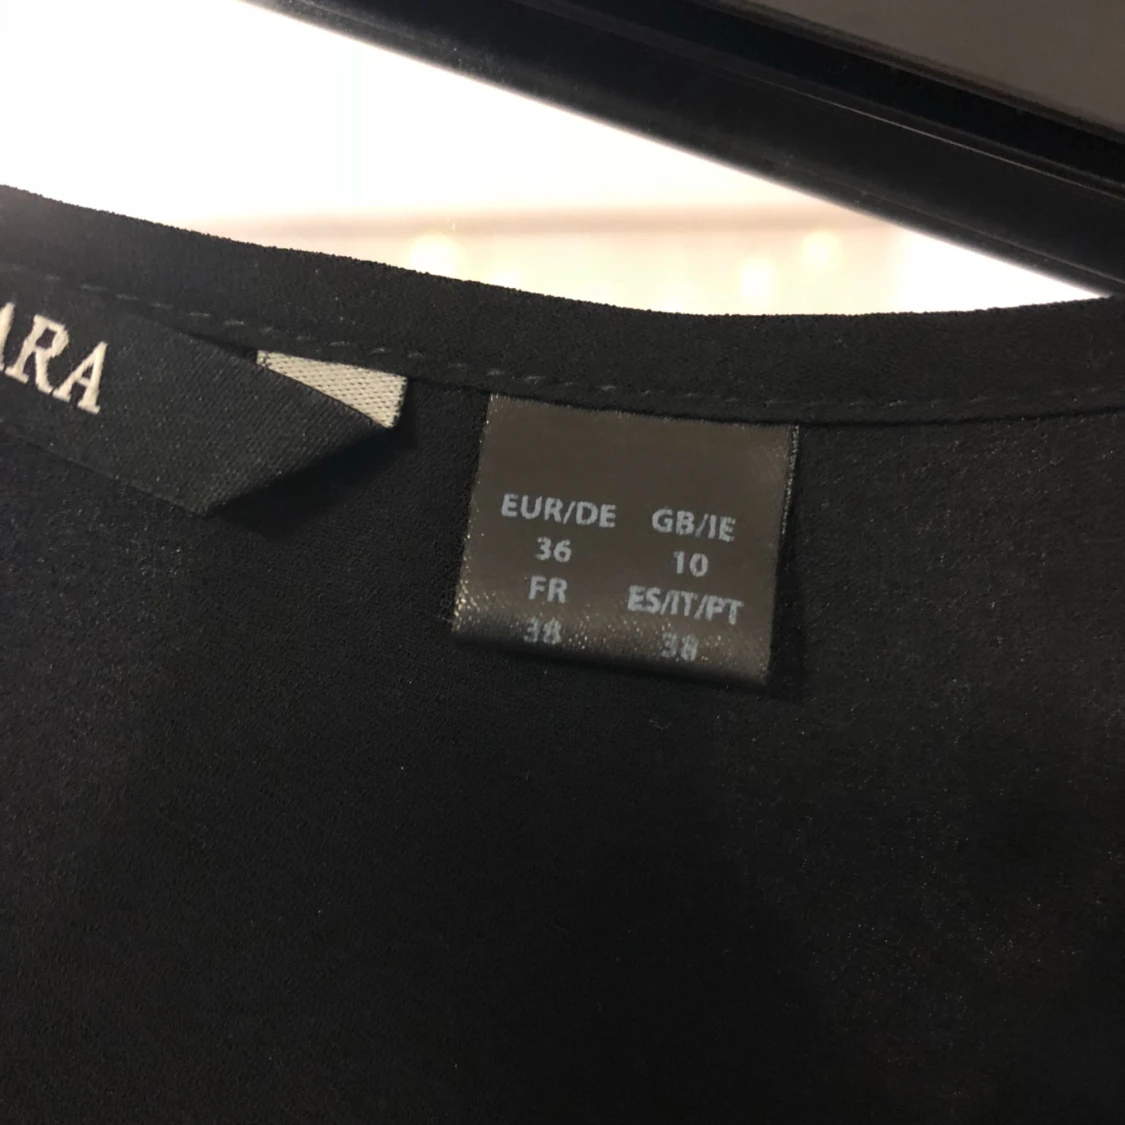 ARA
EUR/DE GB/IE
36 10
FR ES/IT/PT
38 38